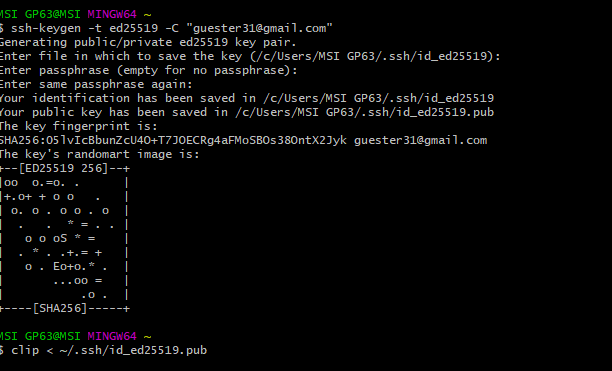 MSI GP63@MSI MINGW64 ~
$ ssh-keygen -t ed25519 -C "guester31@gmail.com"
Generating public/private ed25519 key pair.
Enter file in which to save the key (/c/Users/MSI GP63/.ssh/id_ed25519):
Enter passphrase (empty for no passphrase):
Enter same passphrase again:
Your identification has been saved in /c/Users/MSI GP63/.ssh/id_ed25519
Your public key has been saved in /c/Users/MSI GP63/.ssh/id_ed25519.pub
The key fingerprint is:
SHA256:O5lvIcBbunZcU4O+T7JOECRg4aFMoSBOs38OntX2Jyk guester31@gmail.com
The key's randomart image is:
+--[ED25519 256]--+
|oo  o.=o. .      |
|+.o+ + o o   .   |
| o. o . o o . o  |
|  .   .  * = . . |
|   o o oS * =    |
|  . * . .+.= +   |
|   o . Eo+o.* .  |
|       ...oo =   |
|           .o .  |
+----[SHA256]-----+
MSI GP63@MSI MINGW64 ~
$ clip < ~/.ssh/id_ed25519.pub